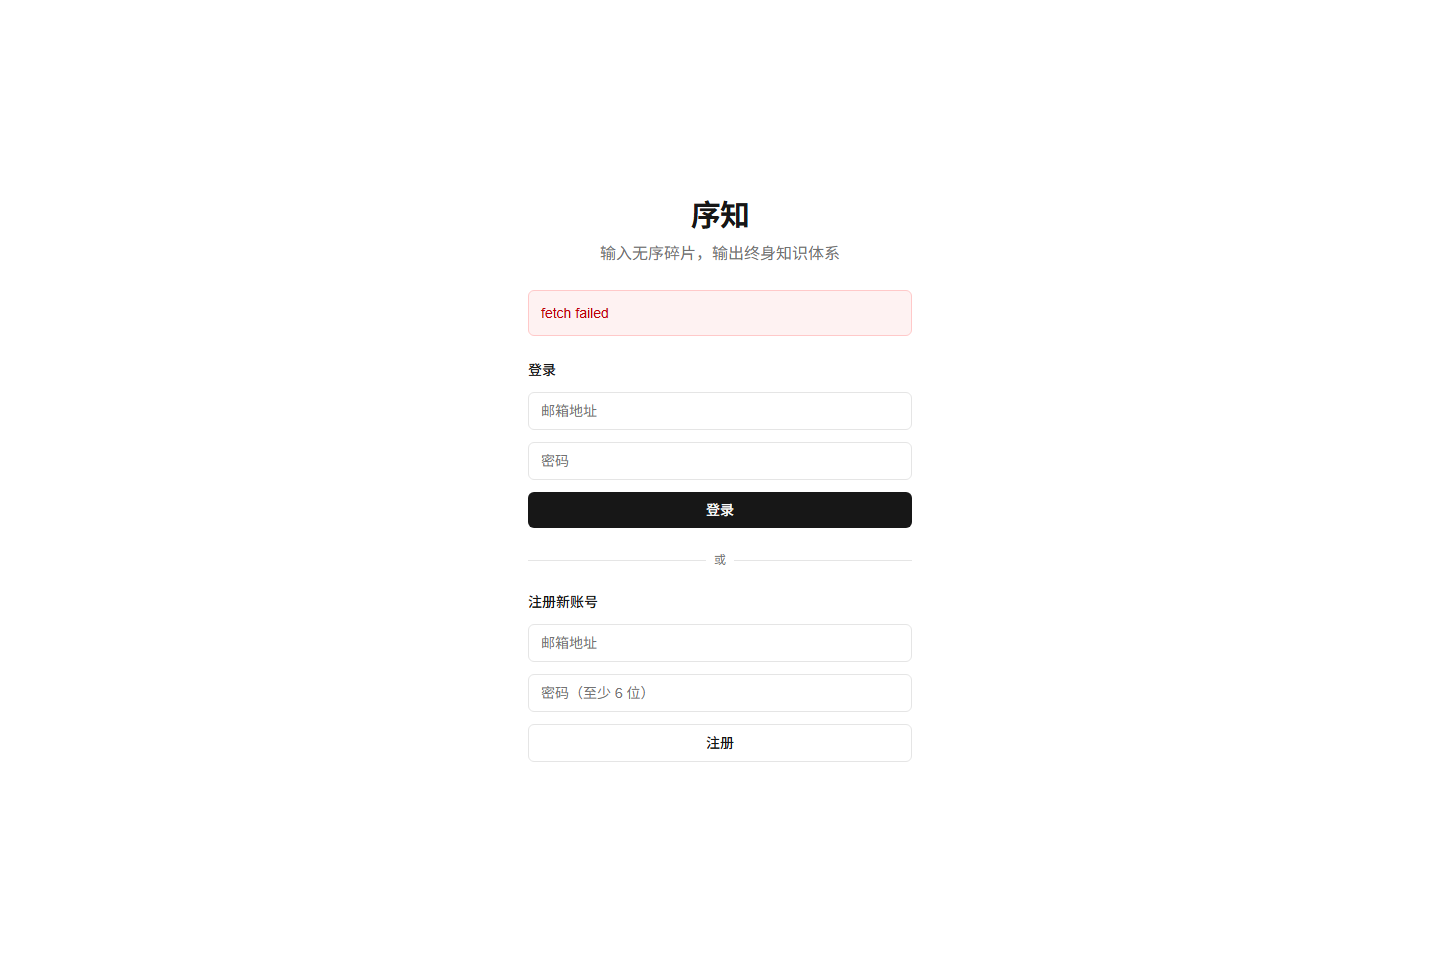 序知
输入无序碎片，输出终身知识体系
fetch failed
登录
邮箱地址
密码
登录
或
注册新账号
邮箱地址
密码（至少 6 位）
注册